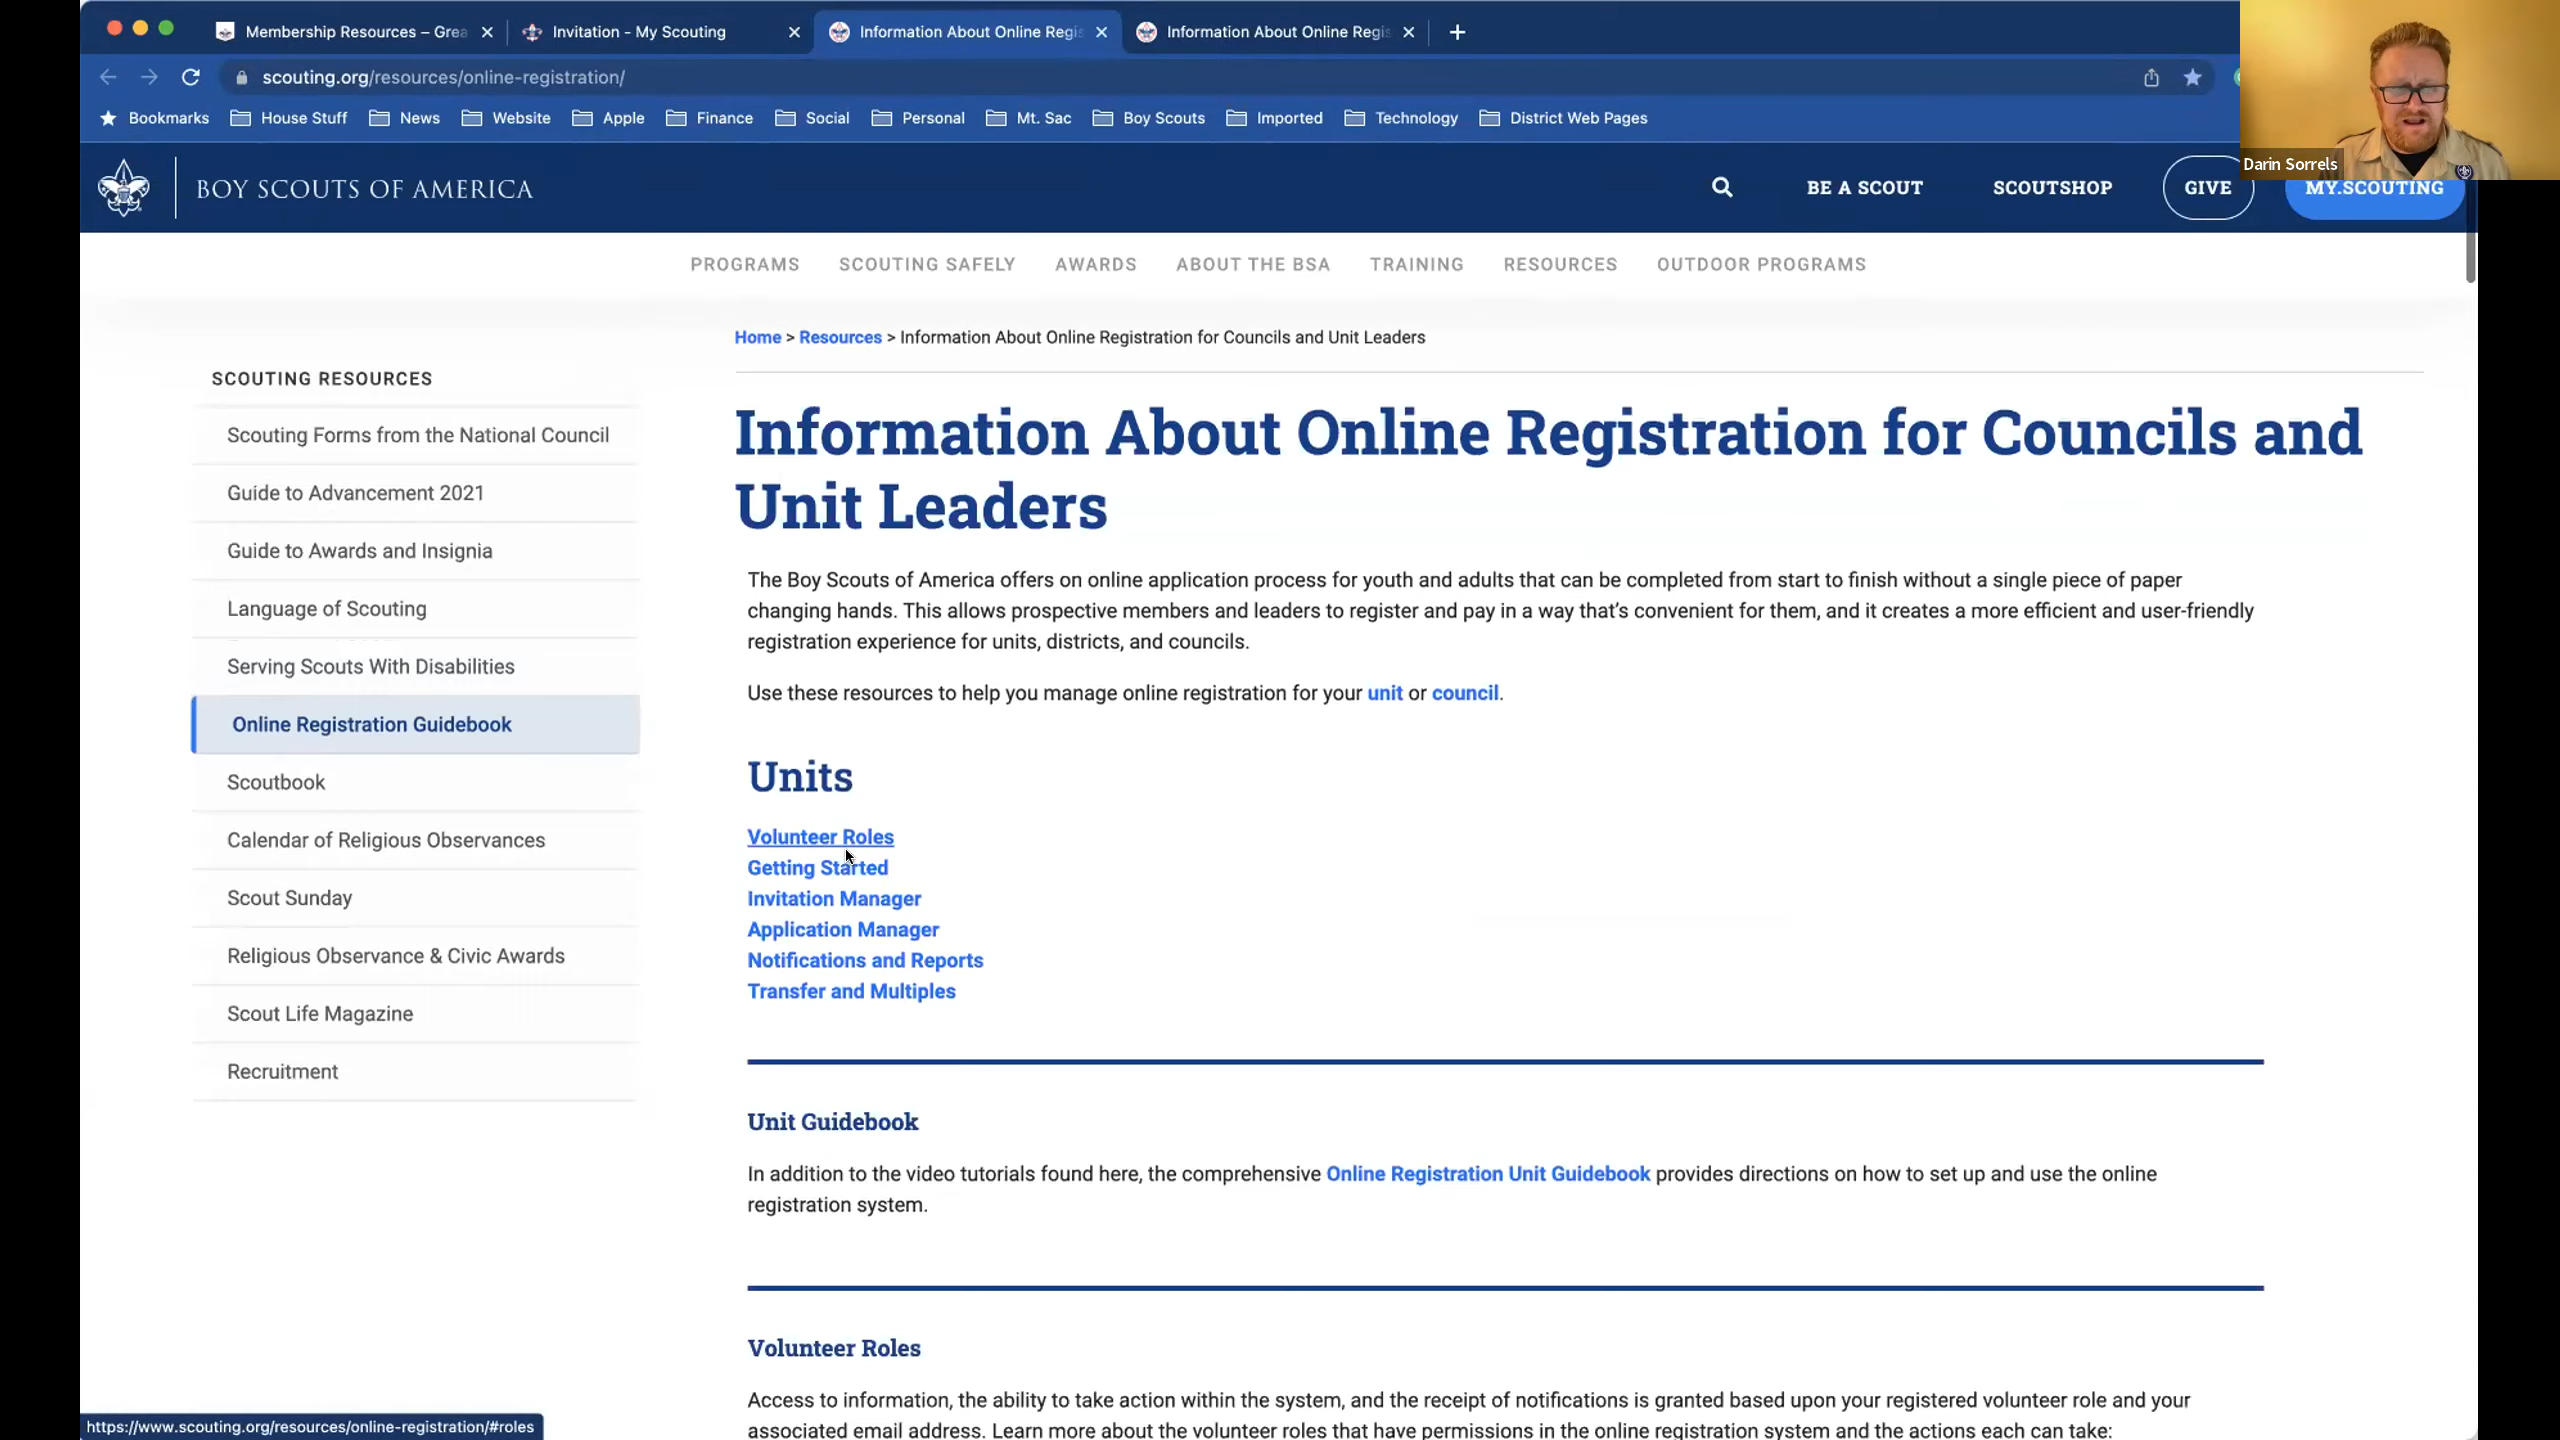 Membership Resources – Grea
Invitation - My Scouting
Information About Online Regis
Information About Online Regis
scouting.org/resources/online-registration/
Bookmarks House Stuff News Website Apple Finance Social Personal Mt. Sac Boy Scouts Imported Technology District Web Pages
Darin Sorrels
BOY SCOUTS OF AMERICA
BE A SCOUT SCOUTSHOP GIVE MY.SCOUTING
PROGRAMS SCOUTING SAFELY AWARDS ABOUT THE BSA TRAINING RESOURCES OUTDOOR PROGRAMS
Home > Resources > Information About Online Registration for Councils and Unit Leaders
SCOUTING RESOURCES
Scouting Forms from the National Council
Guide to Advancement 2021
Guide to Awards and Insignia
Language of Scouting
Serving Scouts With Disabilities
Online Registration Guidebook
Scoutbook
Calendar of Religious Observances
Scout Sunday
Religious Observance & Civic Awards
Scout Life Magazine
Recruitment
Information About Online Registration for Councils and
Unit Leaders
The Boy Scouts of America offers on online application process for youth and adults that can be completed from start to finish without a single piece of paper
changing hands. This allows prospective members and leaders to register and pay in a way that's convenient for them, and it creates a more efficient and user-friendly
registration experience for units, districts, and councils.
Use these resources to help you manage online registration for your unit or council.
Units
Volunteer Roles
Getting Started
Invitation Manager
Application Manager
Notifications and Reports
Transfer and Multiples
Unit Guidebook
In addition to the video tutorials found here, the comprehensive Online Registration Unit Guidebook provides directions on how to set up and use the online
registration system.
Volunteer Roles
Access to information, the ability to take action within the system, and the receipt of notifications is granted based upon your registered volunteer role and your
associated email address. Learn more about the volunteer roles that have permissions in the online registration system and the actions each can take:
https://www.scouting.org/resources/online-registration/#roles